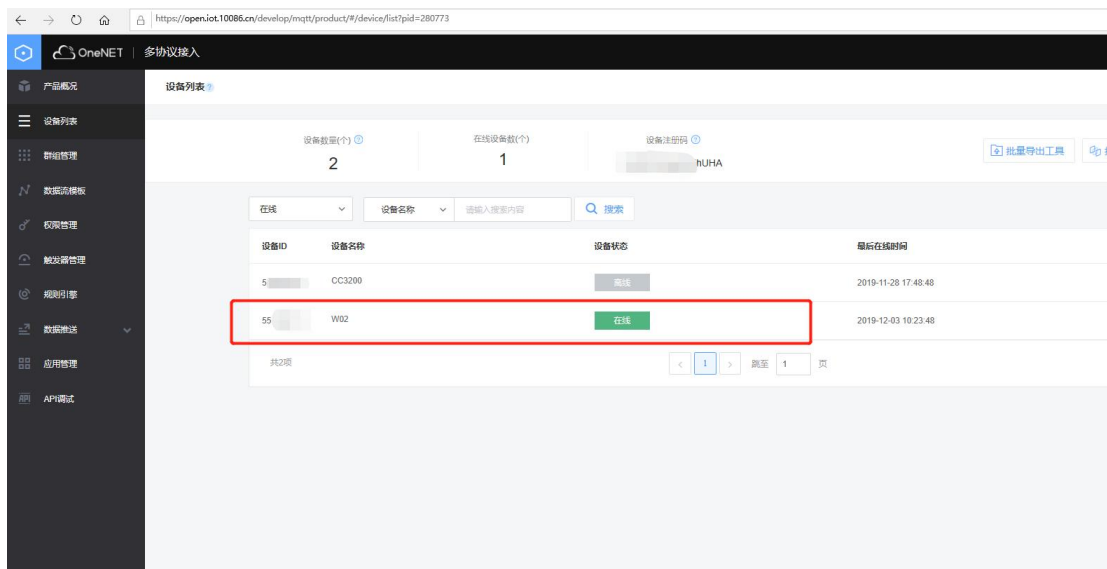 https://open.iot.10086.cn/develop/mqtt/product/#/device/list?pid=280773
OneNET 多协议接入
产品概况
设备列表
群组管理
数据流模板
权限管理
触发器管理
规则引擎
数据推送
应用管理
API调试
设备列表
设备数量(个) 在线设备数(个) 设备注册码
2 1 hUHA
批量导出工具
在线 设备名称 请输入搜索内容 搜索
设备ID 设备名称 设备状态 最后在线时间
5 CC3200 离线 2019-11-28 17:48:48
55 W02 在线 2019-12-03 10:23:48
共2项 < 1 > 跳至 1 页